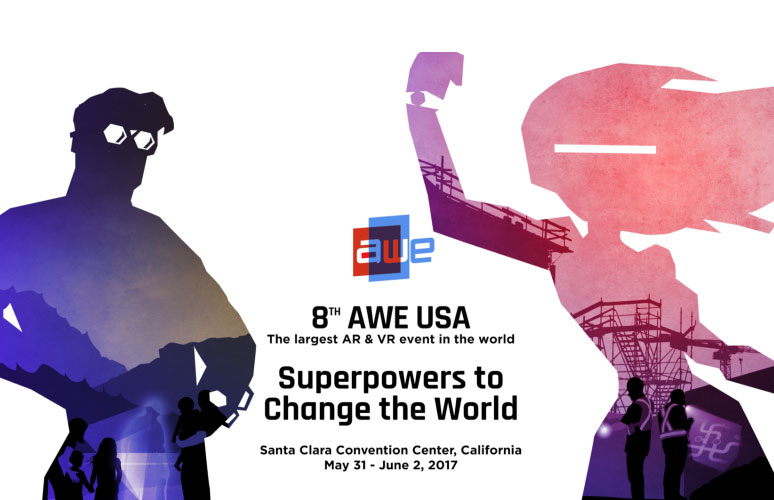 awe
8TH AWE USA
The largest AR & VR event in the world
Superpowers to
Change the World
Santa Clara Convention Center, California
May 31 - June 2, 2017